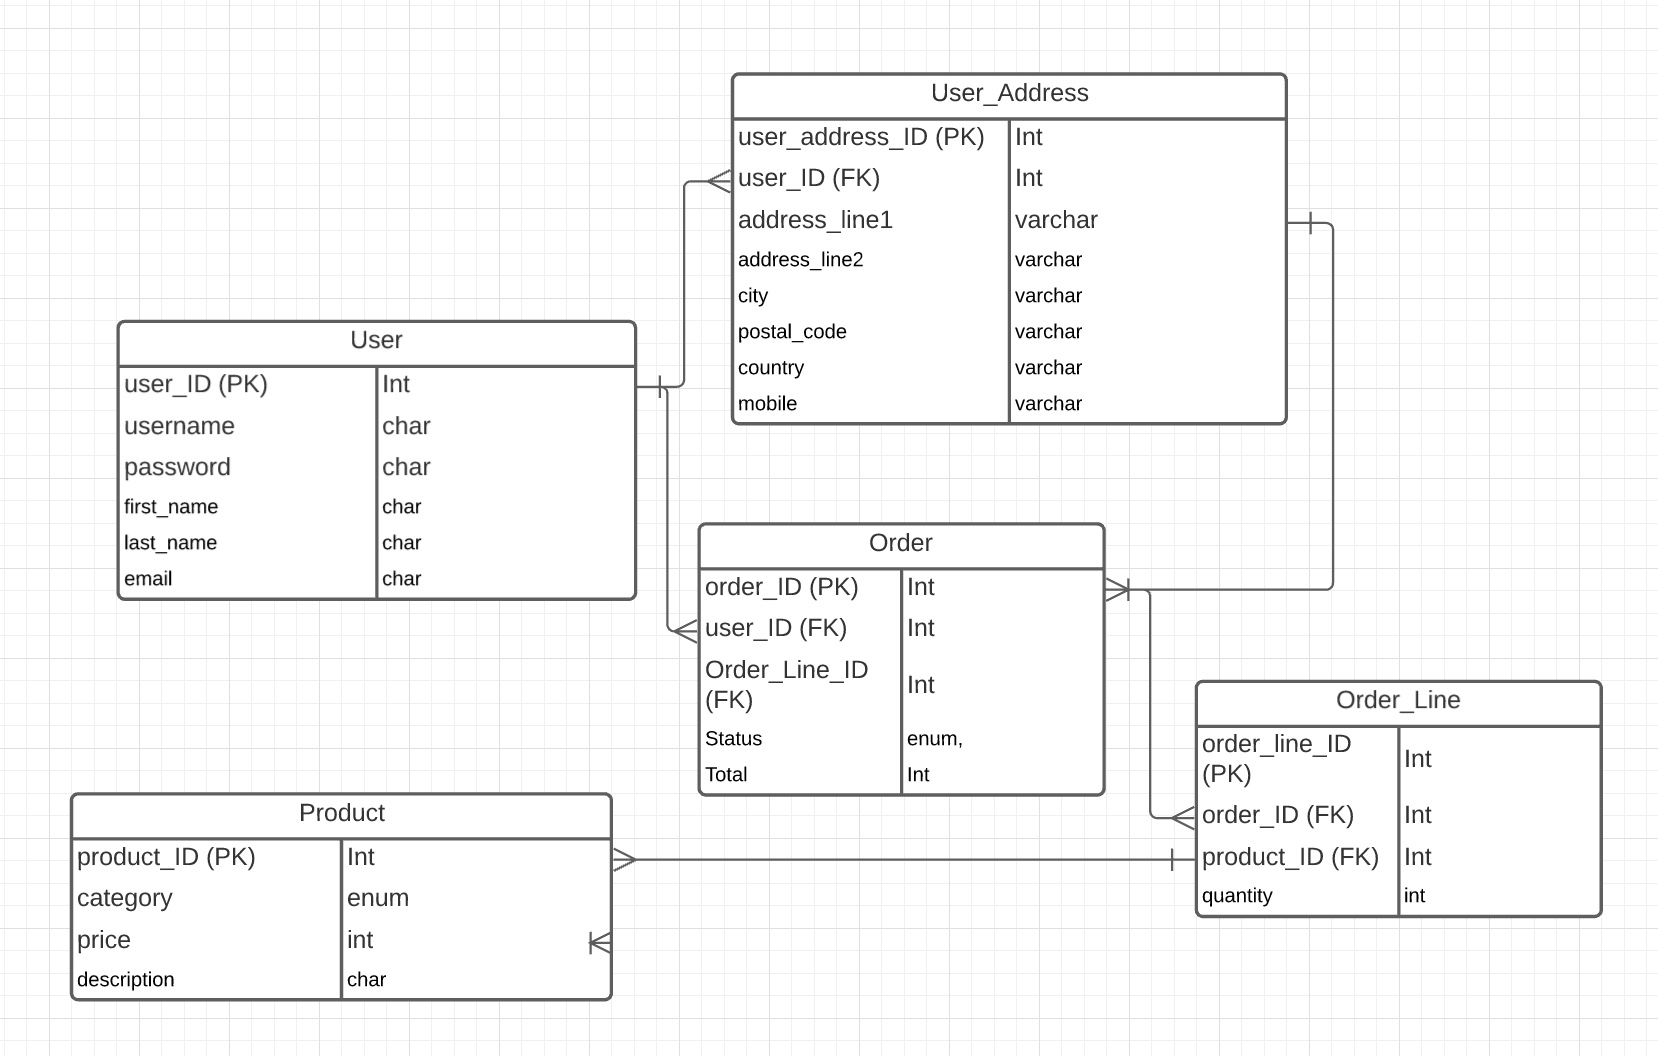 User_Address
user_address_ID (PK) Int
user_ID (FK) Int
address_line1 varchar
address_line2 varchar
city varchar
postal_code varchar
country varchar
mobile varchar
User
user_ID (PK) Int
username char
password char
first_name char
last_name char
email char
Order
order_ID (PK) Int
user_ID (FK) Int
Order_Line_ID
(FK) Int
Status enum,
Total Int
Order_Line
order_line_ID
(PK) Int
order_ID (FK) Int
product_ID (FK) Int
quantity int
Product
product_ID (PK) Int
category enum
price int
description char